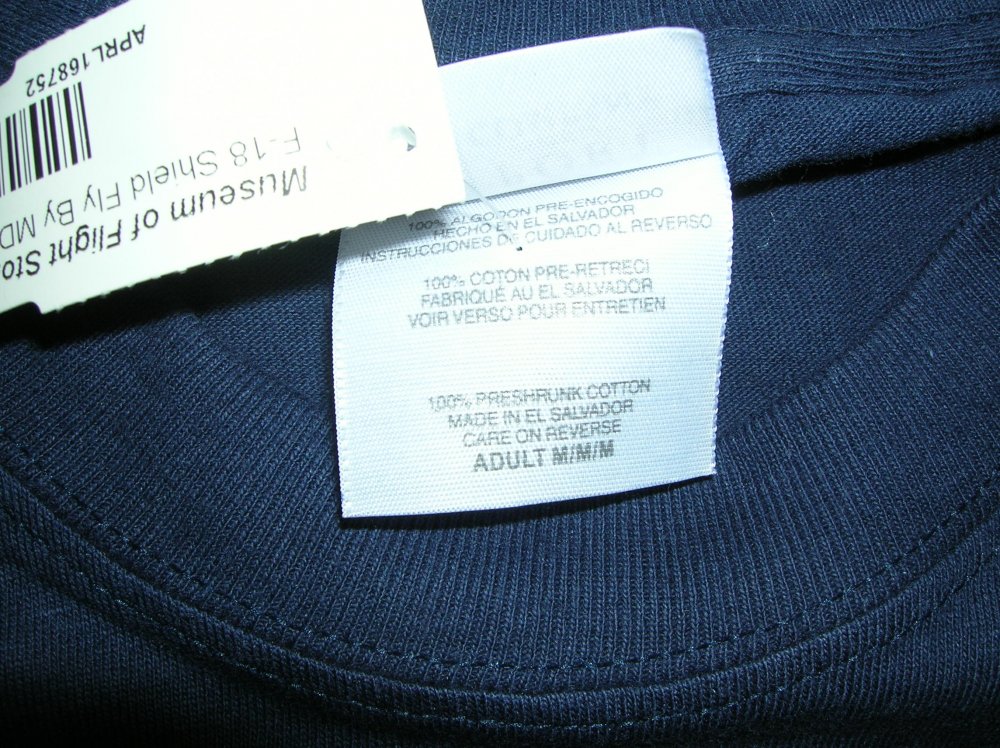 Museum of Flight Sto
F-18 Shield Fly By MD
APRL168752
100% ALGODON PRE-ENCOGIDO
HECHO EN EL SALVADOR
INSTRUCCIONES DE CUIDADO AL REVERSO
100% COTON PRE-RETRECI
FABRIQUÉ AU EL SALVADOR
VOIR VERSO POUR ENTRETIEN
100% PRESHRUNK COTTON
MADE IN EL SALVADOR
CARE ON REVERSE
ADULT M/M/M